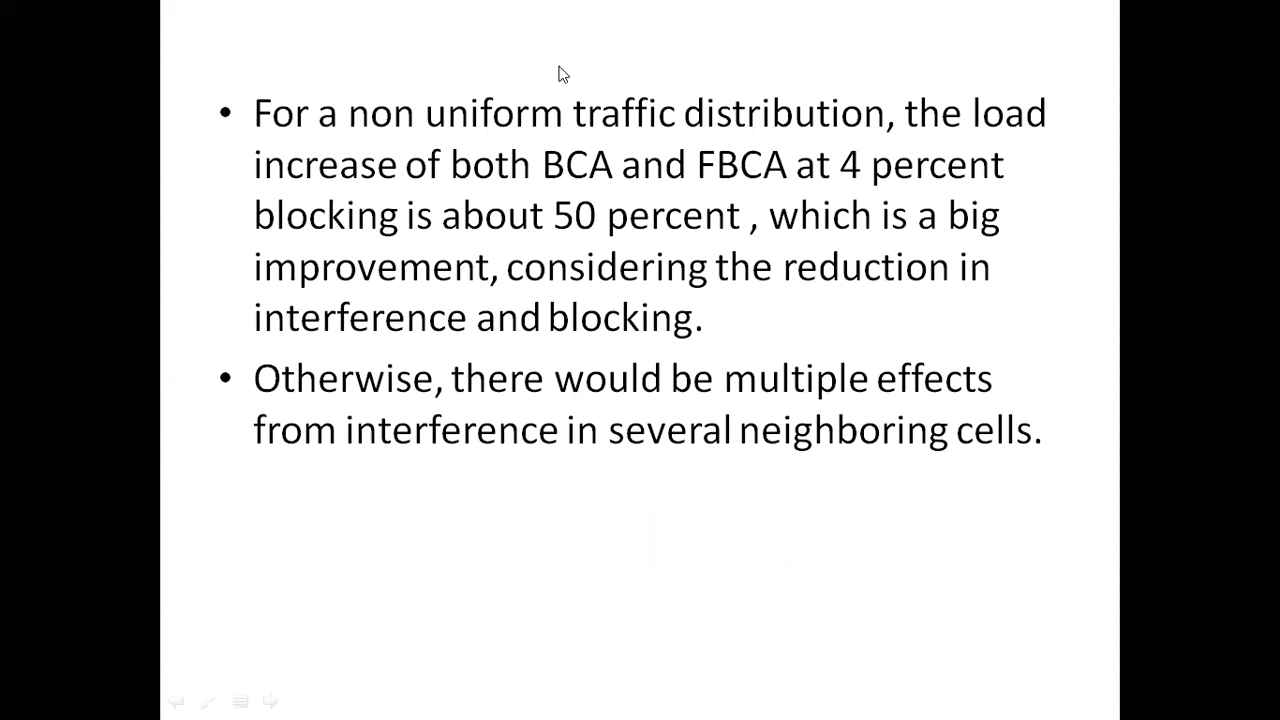 • For a non uniform traffic distribution, the load
increase of both BCA and FBCA at 4 percent
blocking is about 50 percent , which is a big
improvement, considering the reduction in
interference and blocking.
• Otherwise, there would be multiple effects
from interference in several neighboring cells.